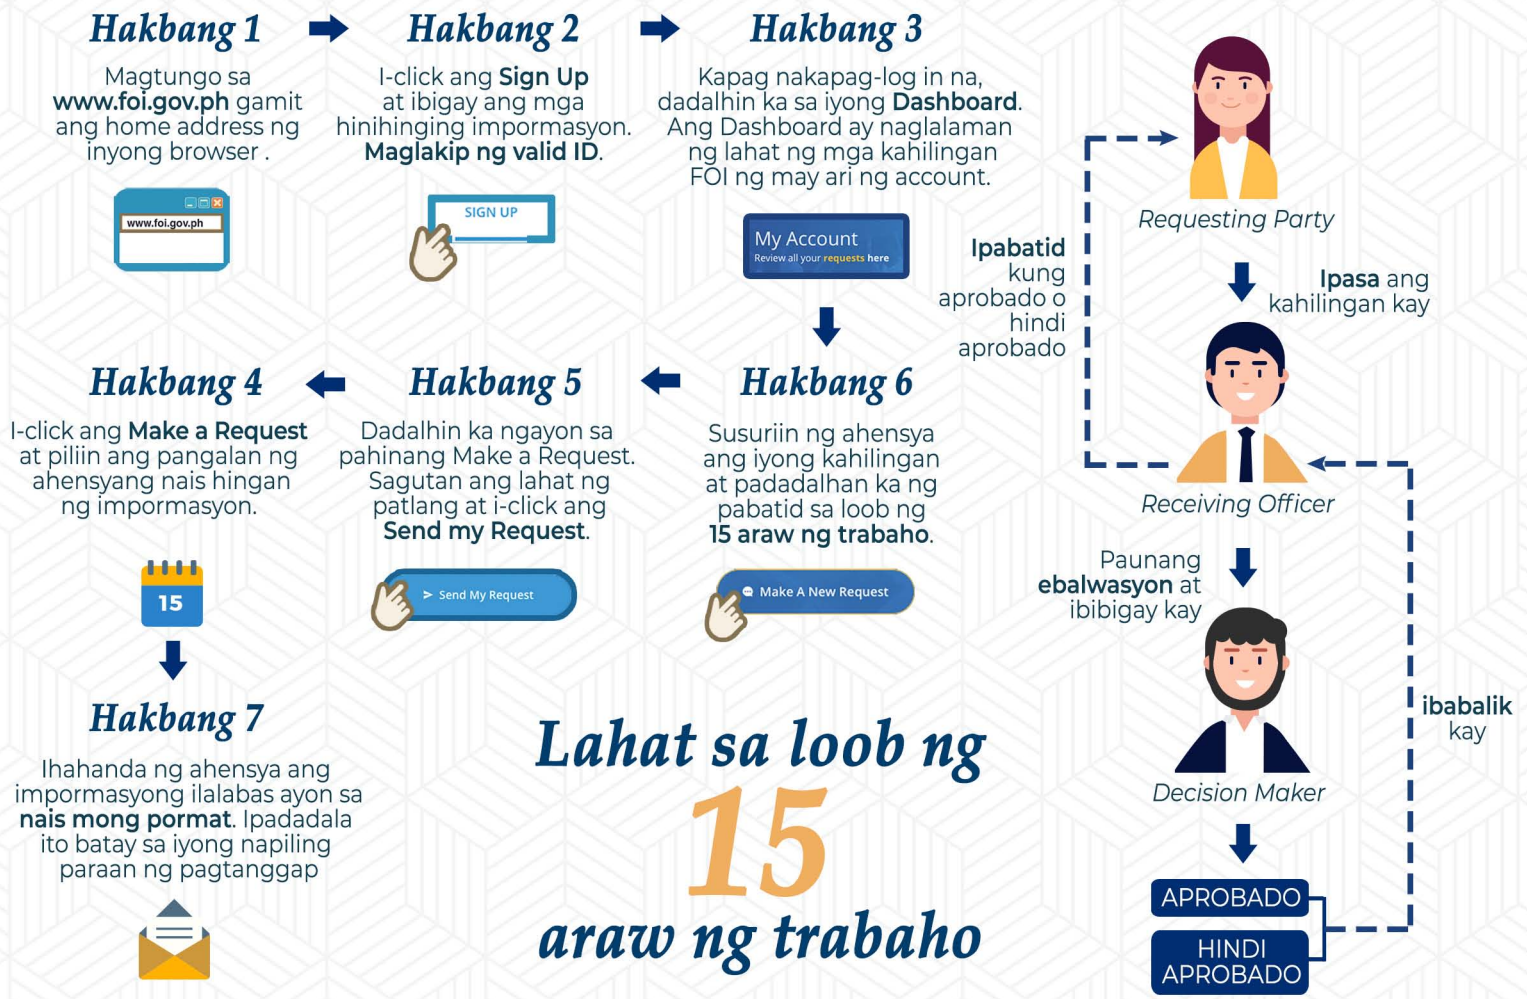 Hakbang 1
Magtungo sa
www.foi.gov.ph gamit
ang home address ng
inyong browser .
www.foi.gov.ph
Hakbang 2
I-click ang Sign Up
at ibigay ang mga
hinihinging impormasyon.
Maglakip ng valid ID.
SIGN UP
Hakbang 3
Kapag nakapag-log in na,
dadalhin ka sa iyong Dashboard.
Ang Dashboard ay naglalaman
ng lahat ng mga kahilingan
FOI ng may ari ng account.
My Account
Review all your requests here
Hakbang 4
I-click ang Make a Request
at piliin ang pangalan ng
ahensyang nais hingan
ng impormasyon.
15
Hakbang 5
Dadalhin ka ngayon sa
pahinang Make a Request.
Sagutan ang lahat ng
patlang at i-click ang
Send my Request.
Send My Request
Hakbang 6
Susuriin ng ahensya
ang iyong kahilingan
at padadalhan ka ng
pabatid sa loob ng
15 araw ng trabaho.
Make A New Request
Hakbang 7
Ihahanda ng ahensya ang
impormasyong ilalabas ayon sa
nais mong pormat. Ipadadala
ito batay sa iyong napiling
paraan ng pagtanggap
Lahat sa loob ng
15
araw ng trabaho
Requesting Party
Ipabatid
kung
aprobado o
hindi
aprobado
Ipasa ang
kahilingan kay
Receiving Officer
Paunang
ebalwasyon at
ibibigay kay
Decision Maker
ibabalik
kay
APROBADO
HINDI
APROBADO